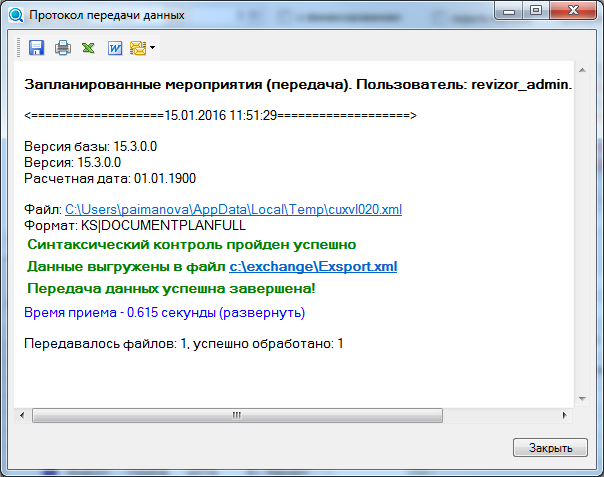 Протокол передачи данных
Запланированные мероприятия (передача). Пользователь: revizor_admin.
<===================15.01.2016 11:51:29===================>
Версия базы: 15.3.0.0
Версия: 15.3.0.0
Расчетная дата: 01.01.1900
Файл: C:\Users\paimanova\AppData\Local\Temp\cuxvl020.xml
Формат: KS|DOCUMENTPLANFULL
Синтаксический контроль пройден успешно
Данные выгружены в файл c:\exchange\Exsport.xml
Передача данных успешна завершена!
Время приема - 0.615 секунды (развернуть)
Передавалось файлов: 1, успешно обработано: 1
Закрыть